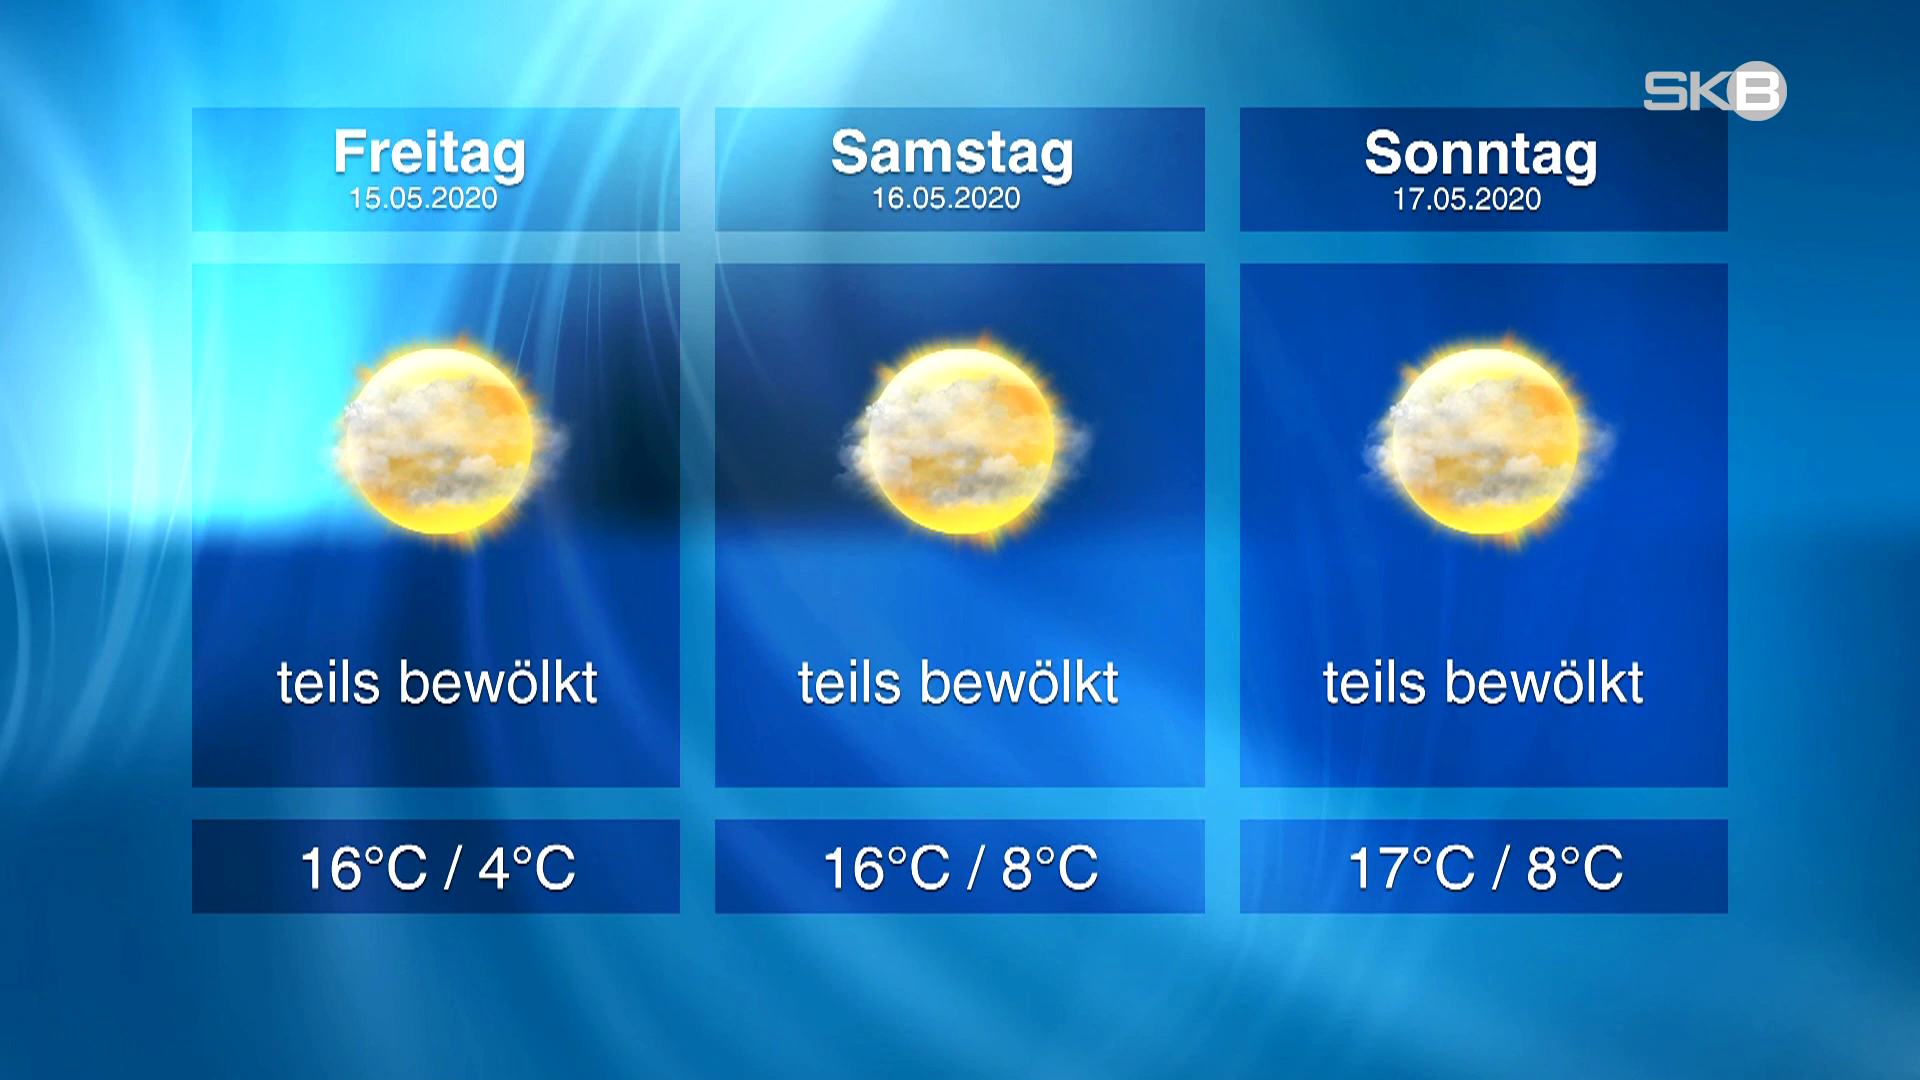 SKB
Freitag
15.05.2020
teils bewölkt
16°C / 4°C
Samstag
16.05.2020
teils bewölkt
16°C / 8°C
Sonntag
17.05.2020
teils bewölkt
17°C / 8°C